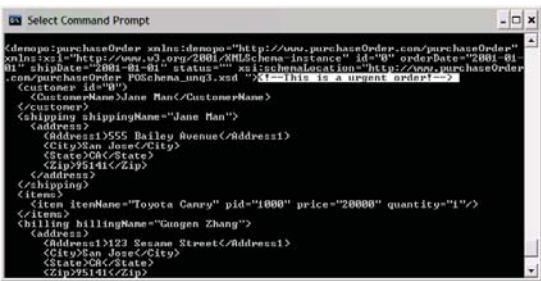 Select Command Prompt
<demopo:purchaseOrder xmlns:demopo="http://www.purchaseOrder.com/purchaseOrder"
xmlns:xsi="http://www.w3.org/2001/XMLSchema-instance" id="0" orderDate="2001-01-
01" shipDate="2001-01-01" status="" xsi:schemaLocation="http://www.purchaseOrder
.com/purchaseOrder POSchema_unq3.xsd "><!--This is a urgent order!-->
<customer id="0">
<CustomerName>Jane Man</CustomerName>
</customer>
<shipping shippingName="Jane Man">
<address>
<Address1>555 Bailey Avenue</Address1>
<City>San Jose</City>
<State>CA</State>
<Zip>95141</Zip>
</address>
</shipping>
<items>
<item itemName="Toyota Camry" pid="1000" price="20000" quantity="1"/>
</items>
<billing billingName="Guogen Zhang">
<address>
<Address1>123 Sesame Street</Address1>
<City>San Jose</City>
<State>CA</State>
<Zip>95141</Zip>